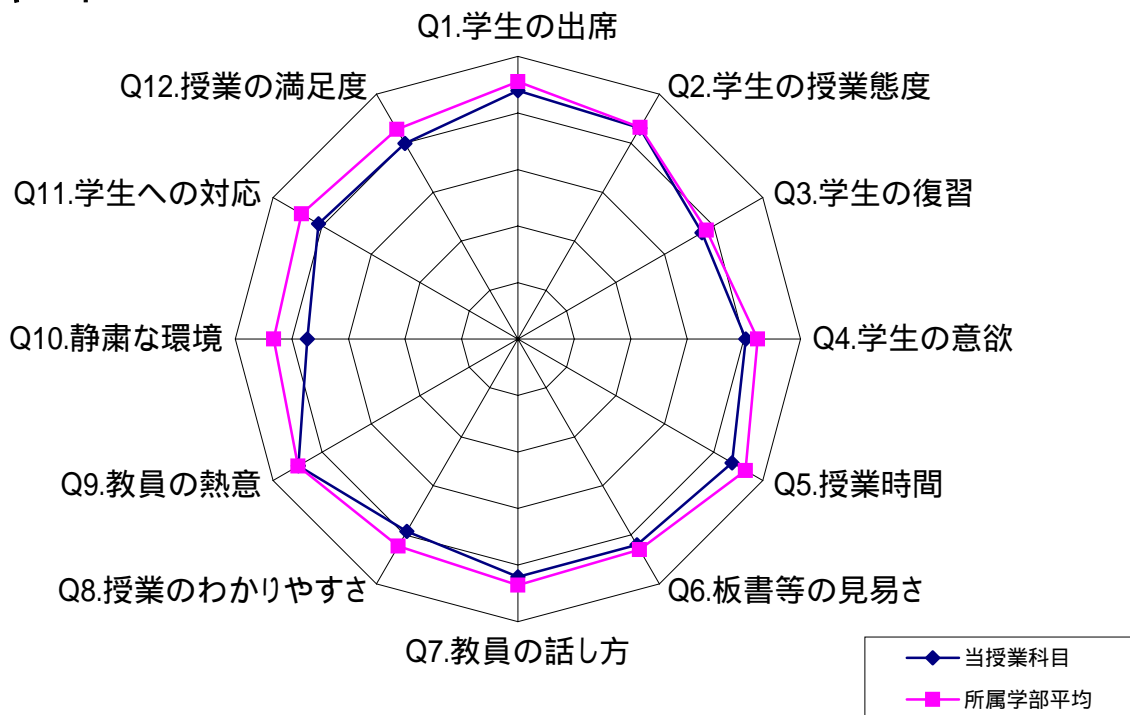 Q1.学生の出席
Q2.学生の授業態度
Q3.学生の復習
Q4.学生の意欲
Q5.授業時間
Q6.板書等の見易さ
Q7.教員の話し方
Q8.授業のわかりやすさ
Q9.教員の熱意
Q10.静粛な環境
Q11.学生への対応
Q12.授業の満足度
当授業科目
所属学部平均